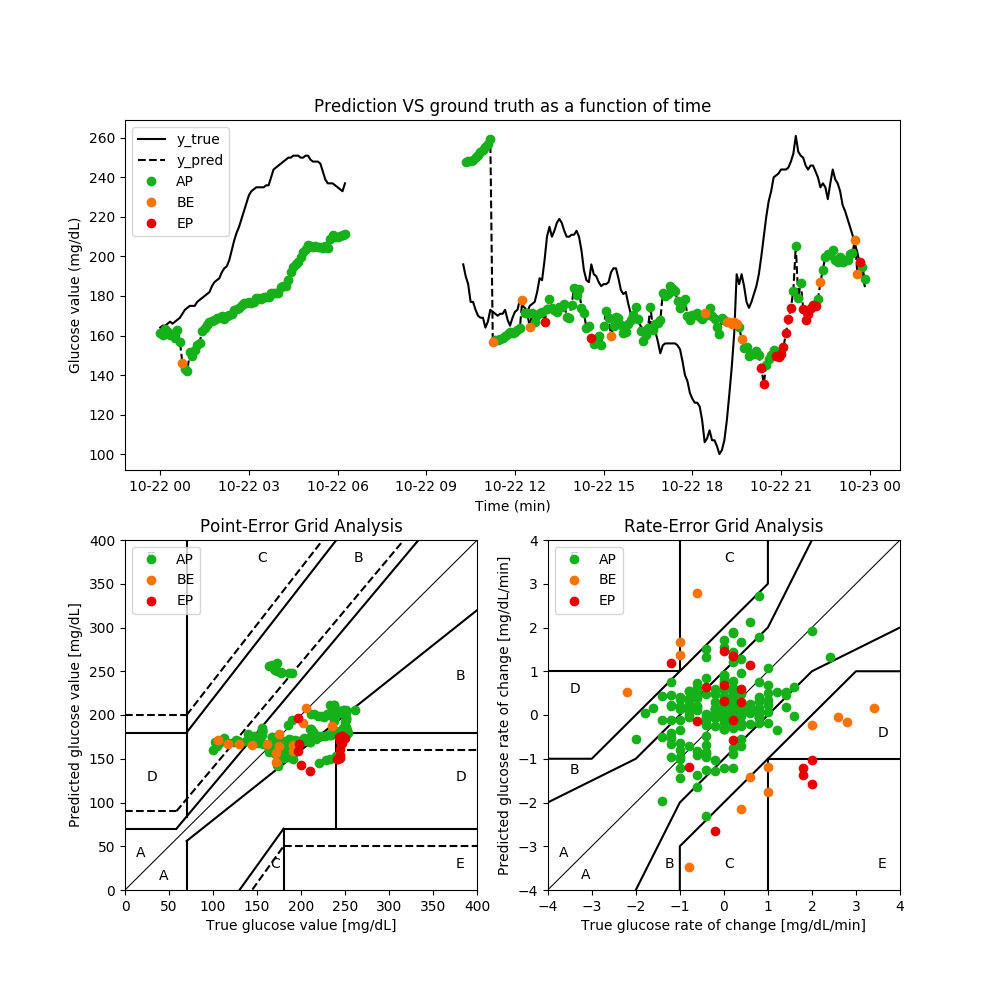 Prediction VS ground truth as a function of time
Glucose value (mg/dL)
260
240
220
200
180
160
140
120
100
y_true
y_pred
AP
BE
EP
10-22 00
10-22 03
10-22 06
10-22 09
10-22 12
10-22 15
10-22 18
10-22 21
10-23 00
Time (min)
Point-Error Grid Analysis
Predicted glucose value [mg/dL]
400
350
300
250
200
150
100
50
0
AP
BE
EP
C
B
B
D
D
A
A
C
E
0
50
100
150
200
250
300
350
400
True glucose value [mg/dL]
Rate-Error Grid Analysis
Predicted glucose rate of change [mg/dL/min]
4
3
2
1
0
−1
−2
−3
−4
AP
BE
EP
C
D
D
B
A
A
B
C
E
−4
−3
−2
−1
0
1
2
3
4
True glucose rate of change [mg/dL/min]